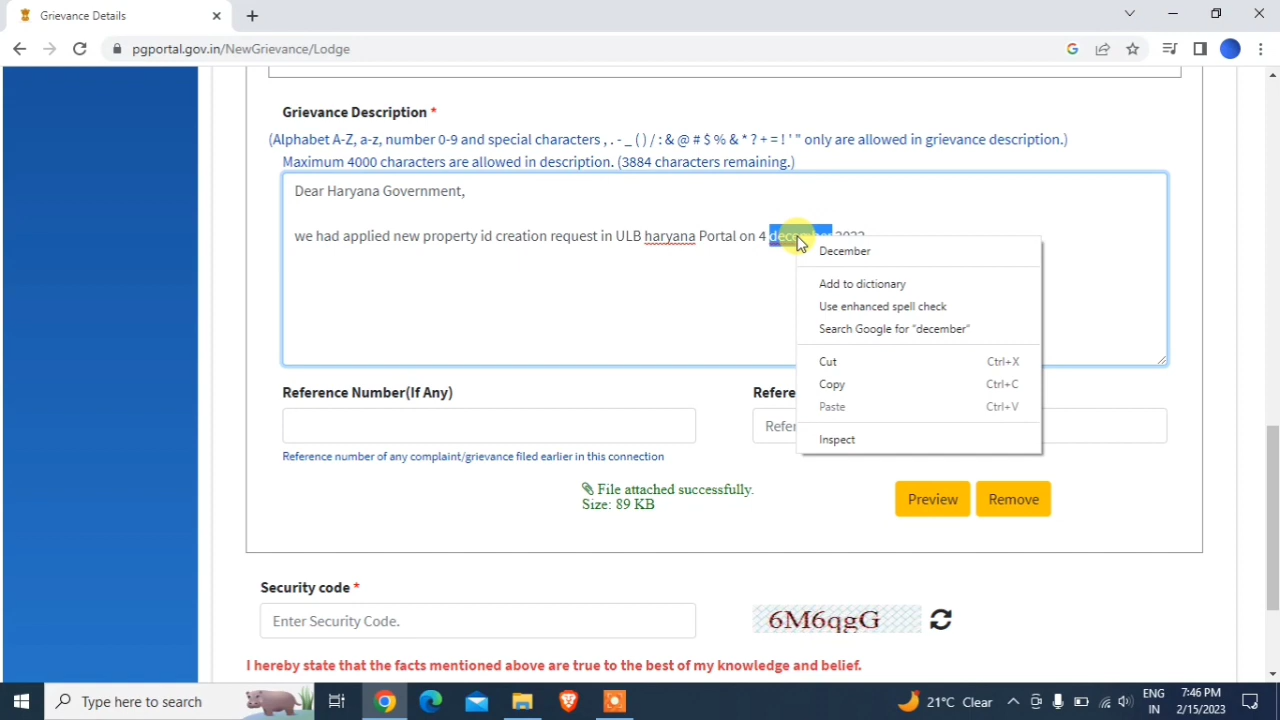 Grievance Details
pgportal.gov.in/NewGrievance/Lodge
Grievance Description *
(Alphabet A-Z, a-z, number 0-9 and special characters , . - _ ( ) / : & @ # $ % & * ? + = ! ' " only are allowed in grievance description.)
Maximum 4000 characters are allowed in description. (3884 characters remaining.)
Dear Haryana Government,
we had applied new property id creation request in ULB haryana Portal on 4 december 2022
December
Add to dictionary
Use enhanced spell check
Search Google for "december"
Cut Ctrl+X
Copy Ctrl+C
Paste Ctrl+V
Inspect
Reference Number(If Any)
Reference number of any complaint/grievance filed earlier in this connection
File attached successfully.
Size: 89 KB
Preview
Remove
Security code *
Enter Security Code.
6M6qgG
I hereby state that the facts mentioned above are true to the best of my knowledge and belief.
Type here to search
21°C Clear
ENG
IN
7:46 PM
2/15/2023